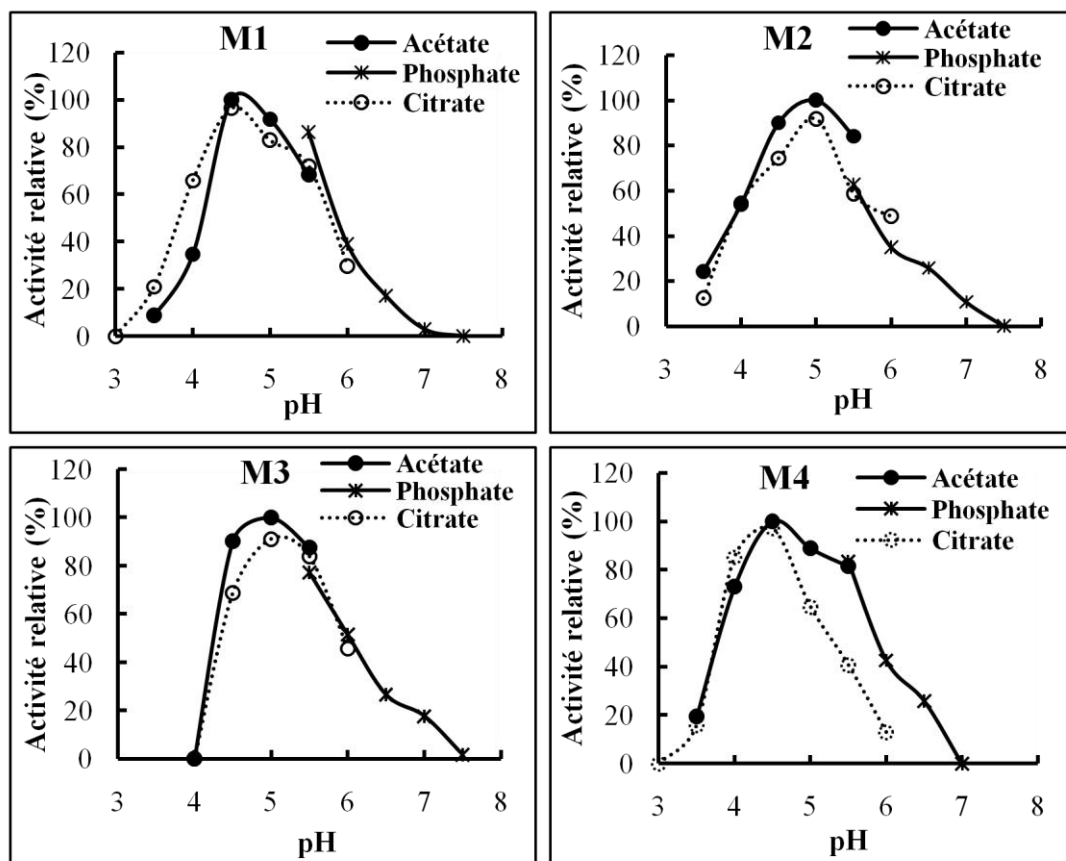 M1
Acétate
Phosphate
Citrate
Activité relative (%)
120
100
80
60
40
20
0
3 4 5 6 7 8
pH
M2
Acétate
Phosphate
Citrate
Activité relative (%)
120
100
80
60
40
20
0
3 4 5 6 7 8
pH
M3
Acétate
Phosphate
Citrate
Activité relative (%)
120
100
80
60
40
20
0
3 4 5 6 7 8
pH
M4
Acétate
Phosphate
Citrate
Activité relative (%)
120
100
80
60
40
20
0
3 4 5 6 7 8
pH